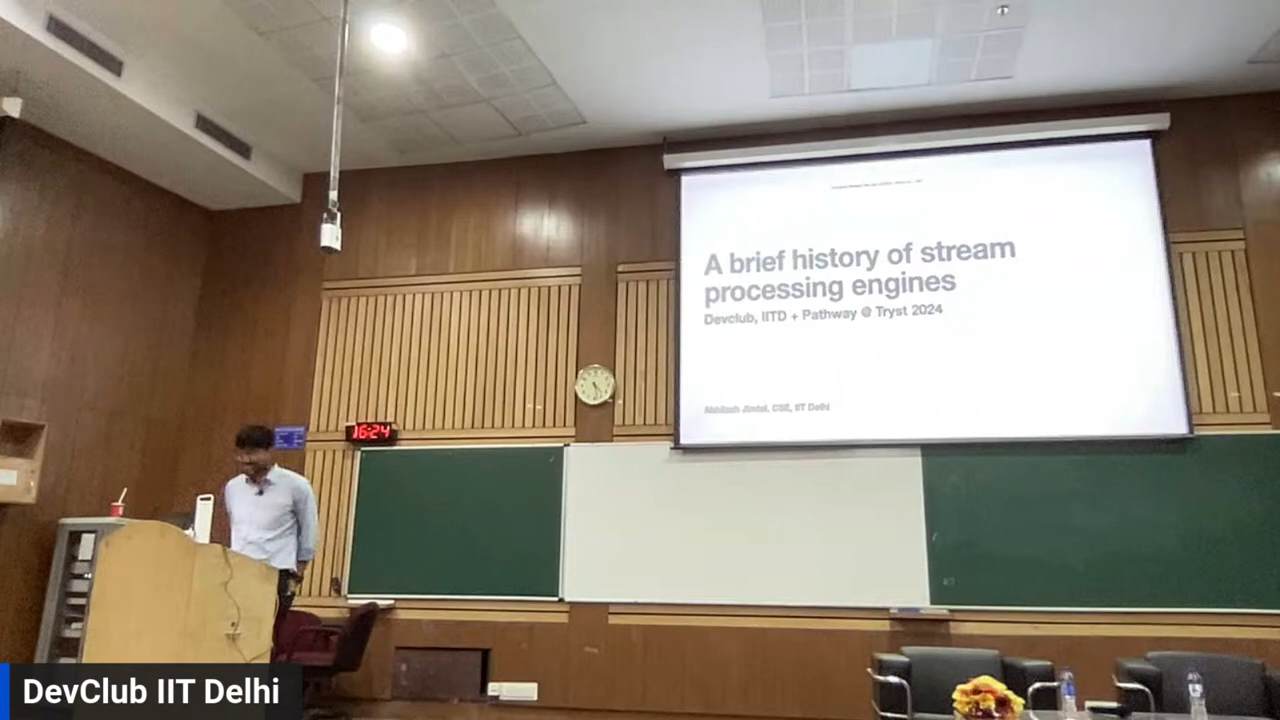 A brief history of stream
processing engines
Devclub, IITD + Pathway @ Tryst 2024
Abhilash Jindal, CSE, IIT Delhi
16:24
DevClub IIT Delhi